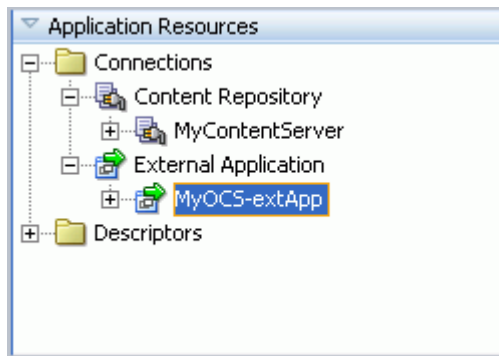 Application Resources
Connections
Content Repository
MyContentServer
External Application
MyOCS-extApp
Descriptors